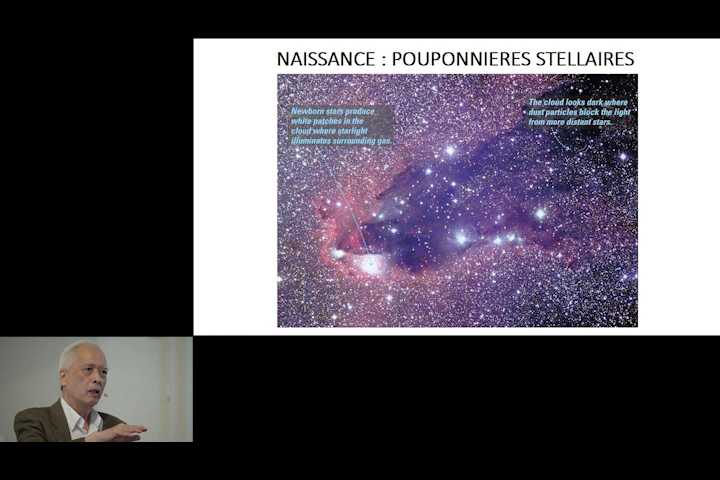 NAISSANCE : POUPONNIERES STELLAIRES
Newborn stars produce
white patches in the
cloud where starlight
illuminates surrounding gas.
The cloud looks dark where
dust particles block the light
from more distant stars.